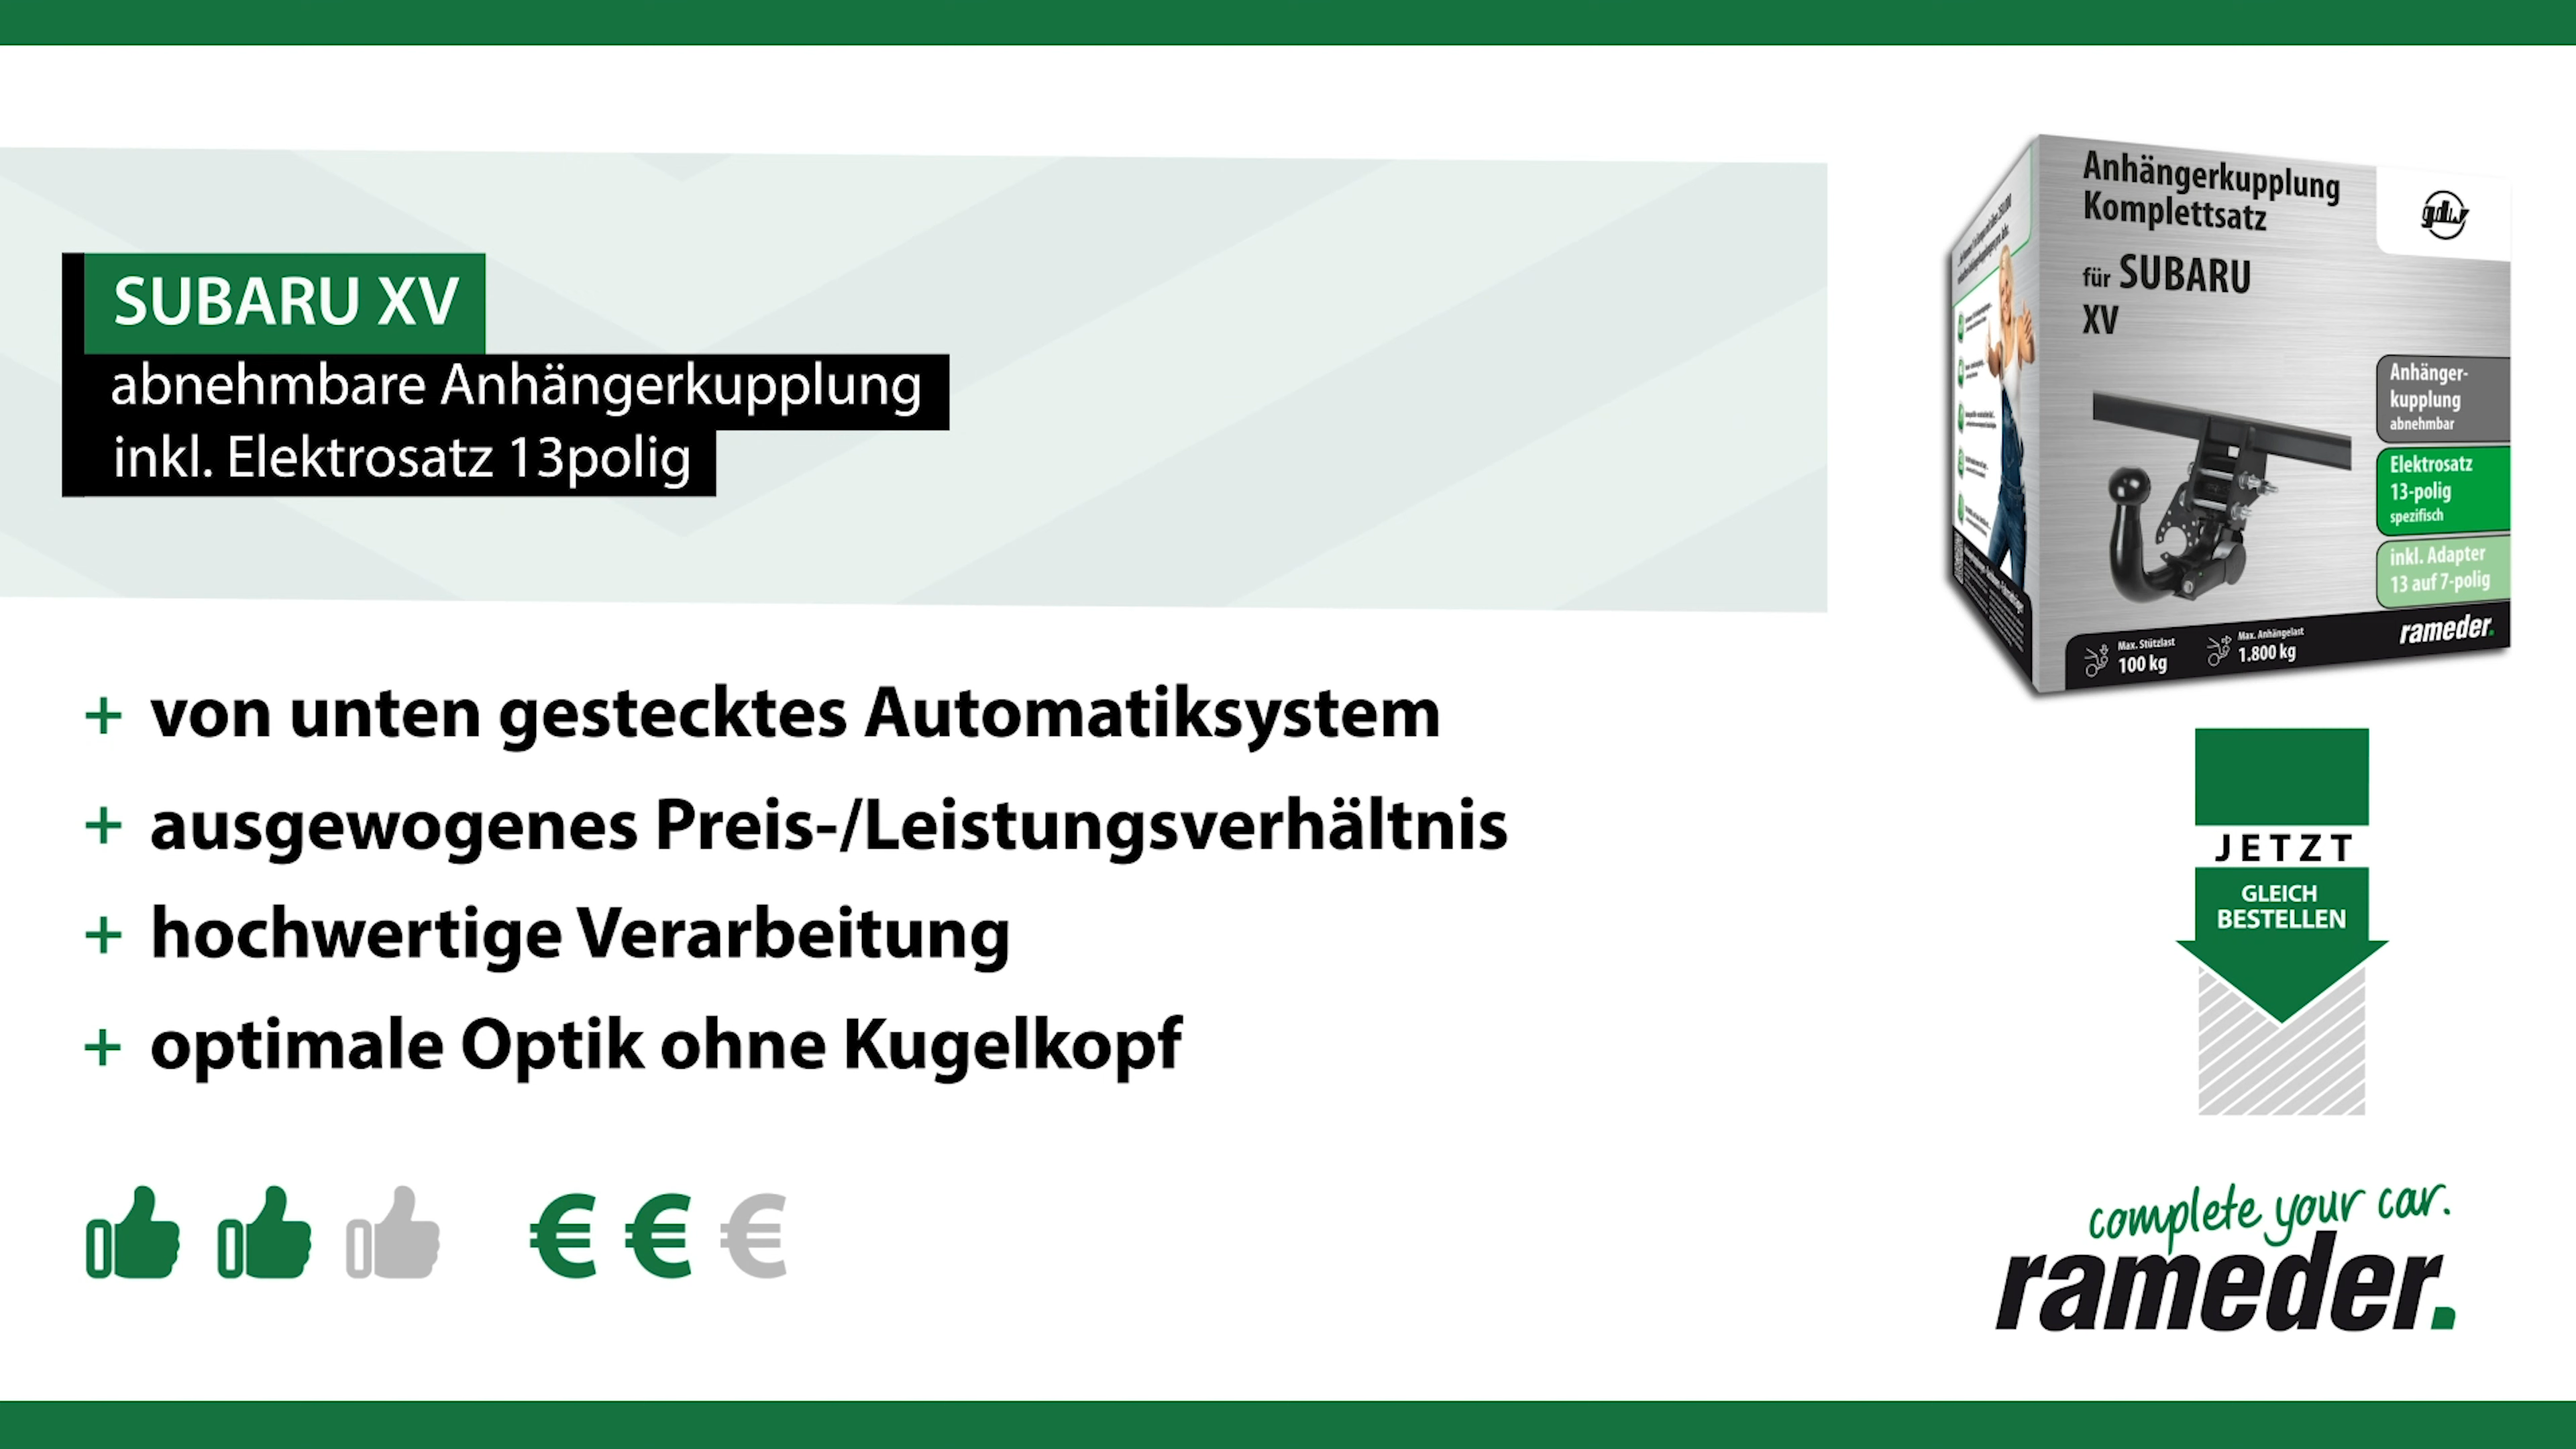 SUBARU XV
abnehmbare Anhängerkupplung
inkl. Elektrosatz 13polig
+ von unten gestecktes Automatiksystem
+ ausgewogenes Preis-/Leistungsverhältnis
+ hochwertige Verarbeitung
+ optimale Optik ohne Kugelkopf
€ € €
Anhängerkupplung
Komplettsatz
für SUBARU
XV
gdw
Anhänger-
kupplung
abnehmbar
Elektrosatz
13-polig
spezifisch
inkl. Adapter
13 auf 7-polig
Max. Stützlast
100 kg
Max. Anhängelast
1.800 kg
rameder.
JETZT
GLEICH
BESTELLEN
complete your car.
rameder.